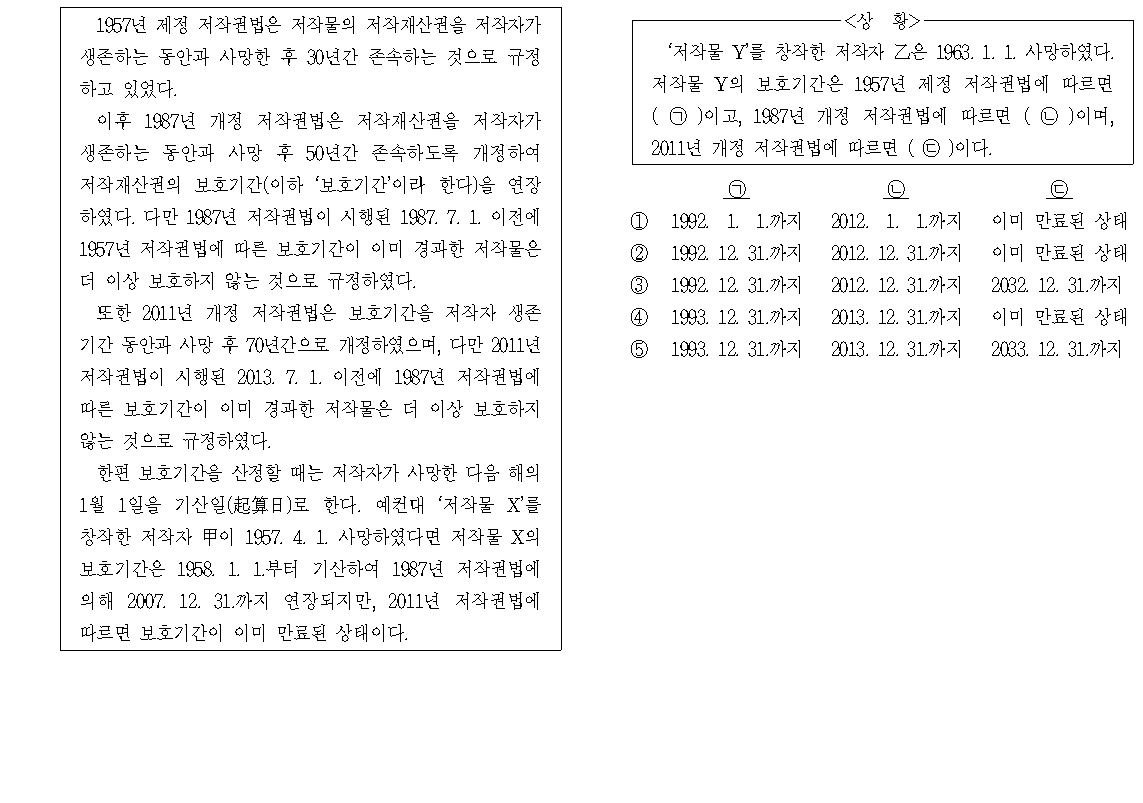 1957년 제정 저작권법은 저작물의 저작재산권을 저작자가
생존하는 동안과 사망한 후 30년간 존속하는 것으로 규정
하고 있었다.
이후 1987년 개정 저작권법은 저작재산권을 저작자가
생존하는 동안과 사망 후 50년간 존속하도록 개정하여
저작재산권의 보호기간(이하 ‘보호기간’이라 한다)을 연장
하였다. 다만 1987년 저작권법이 시행된 1987. 7. 1. 이전에
1957년 저작권법에 따른 보호기간이 이미 경과한 저작물은
더 이상 보호하지 않는 것으로 규정하였다.
또한 2011년 개정 저작권법은 보호기간을 저작자 생존
기간 동안과 사망 후 70년간으로 개정하였으며, 다만 2011년
저작권법이 시행된 2013. 7. 1. 이전에 1987년 저작권법에
따른 보호기간이 이미 경과한 저작물은 더 이상 보호하지
않는 것으로 규정하였다.
한편 보호기간을 산정할 때는 저작자가 사망한 다음 해의
1월 1일을 기산일(起算日)로 한다. 예컨대 ‘저작물 X’를
창작한 저작자 甲이 1957. 4. 1. 사망하였다면 저작물 X의
보호기간은 1958. 1. 1.부터 기산하여 1987년 저작권법에
의해 2007. 12. 31.까지 연장되지만, 2011년 저작권법에
따르면 보호기간이 이미 만료된 상태이다.
<상 황>
‘저작물 Y’를 창작한 저작자 乙은 1963. 1. 1. 사망하였다.
저작물 Y의 보호기간은 1957년 제정 저작권법에 따르면
( ㉠ )이고, 1987년 개정 저작권법에 따르면 ( ㉡ )이며,
2011년 개정 저작권법에 따르면 ( ㉢ )이다.
㉠ ㉡ ㉢
① 1992. 1. 1.까지 2012. 1. 1.까지 이미 만료된 상태
② 1992. 12. 31.까지 2012. 12. 31.까지 이미 만료된 상태
③ 1992. 12. 31.까지 2012. 12. 31.까지 2032. 12. 31.까지
④ 1993. 12. 31.까지 2013. 12. 31.까지 이미 만료된 상태
⑤ 1993. 12. 31.까지 2013. 12. 31.까지 2033. 12. 31.까지